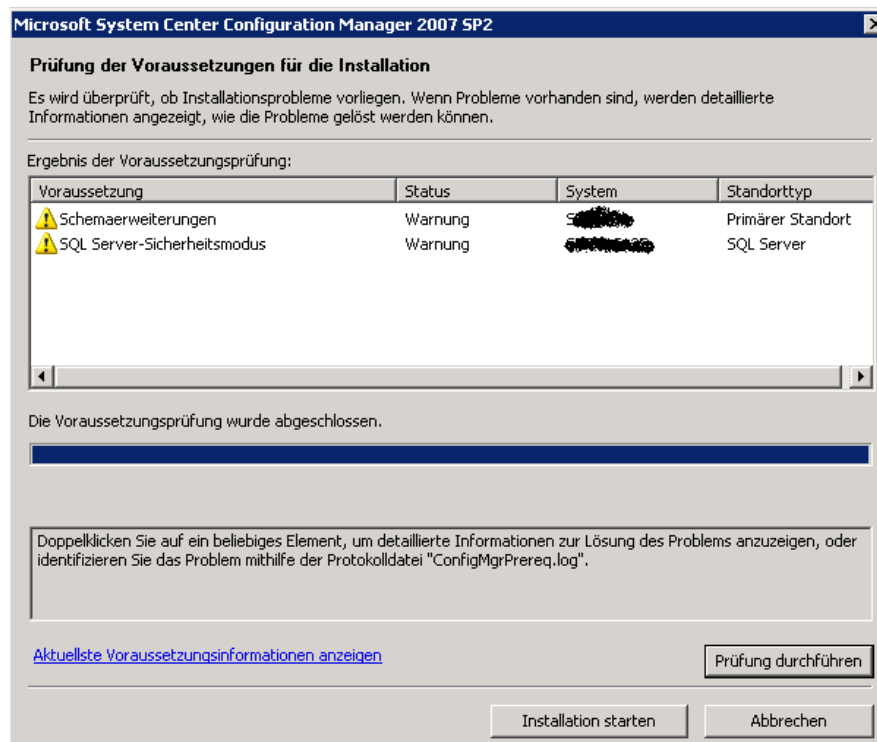 Microsoft System Center Configuration Manager 2007 SP2
Prüfung der Voraussetzungen für die Installation
Es wird überprüft, ob Installationsprobleme vorliegen. Wenn Probleme vorhanden sind, werden detaillierte
Informationen angezeigt, wie die Probleme gelöst werden können.
Ergebnis der Voraussetzungsprüfung:
Voraussetzung Status System Standorttyp
Schemaerweiterungen Warnung Primärer Standort
SQL Server-Sicherheitsmodus Warnung SQL Server
Die Voraussetzungsprüfung wurde abgeschlossen.
Doppelklicken Sie auf ein beliebiges Element, um detaillierte Informationen zur Lösung des Problems anzuzeigen, oder
identifizieren Sie das Problem mithilfe der Protokolldatei "ConfigMgrPrereq.log".
Aktuellste Voraussetzungsinformationen anzeigen
Prüfung durchführen
Installation starten
Abbrechen